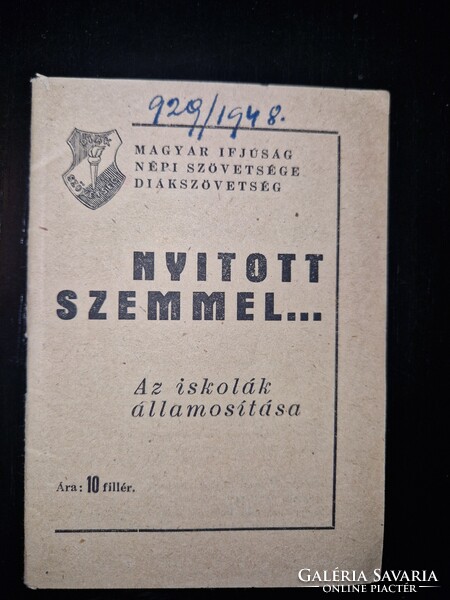 929/1948.
MAGYAR IFJÚSÁG
NÉPI SZÖVETSÉGE
DIÁKSZÖVETSÉG
NYITOTT
SZEMMEL...
Az iskolák
államosítása
Ára: 10 fillér.
GALÉRIA SAVARIA
ONLINE PIACTÉR